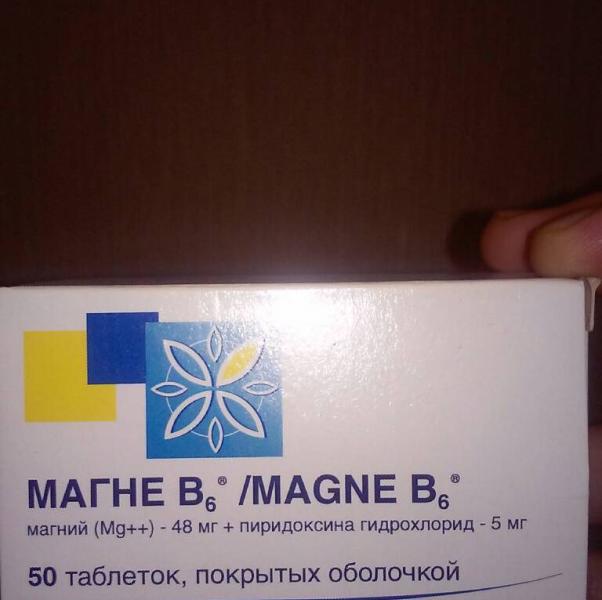 МАГНЕ B₆® /MAGNE B₆®
магний (Mg++) - 48 мг + пиридоксина гидрохлорид - 5 мг
50 таблеток, покрытых оболочкой